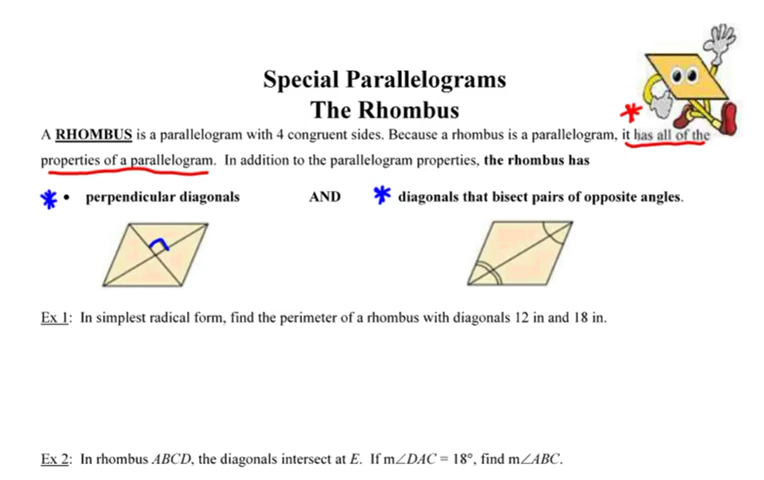 Special Parallelograms
The Rhombus
A RHOMBUS is a parallelogram with 4 congruent sides. Because a rhombus is a parallelogram, it has all of the
properties of a parallelogram. In addition to the parallelogram properties, the rhombus has
* • perpendicular diagonals AND * diagonals that bisect pairs of opposite angles.
Ex 1: In simplest radical form, find the perimeter of a rhombus with diagonals 12 in and 18 in.
Ex 2: In rhombus ABCD, the diagonals intersect at E. If m∠DAC = 18°, find m∠ABC.